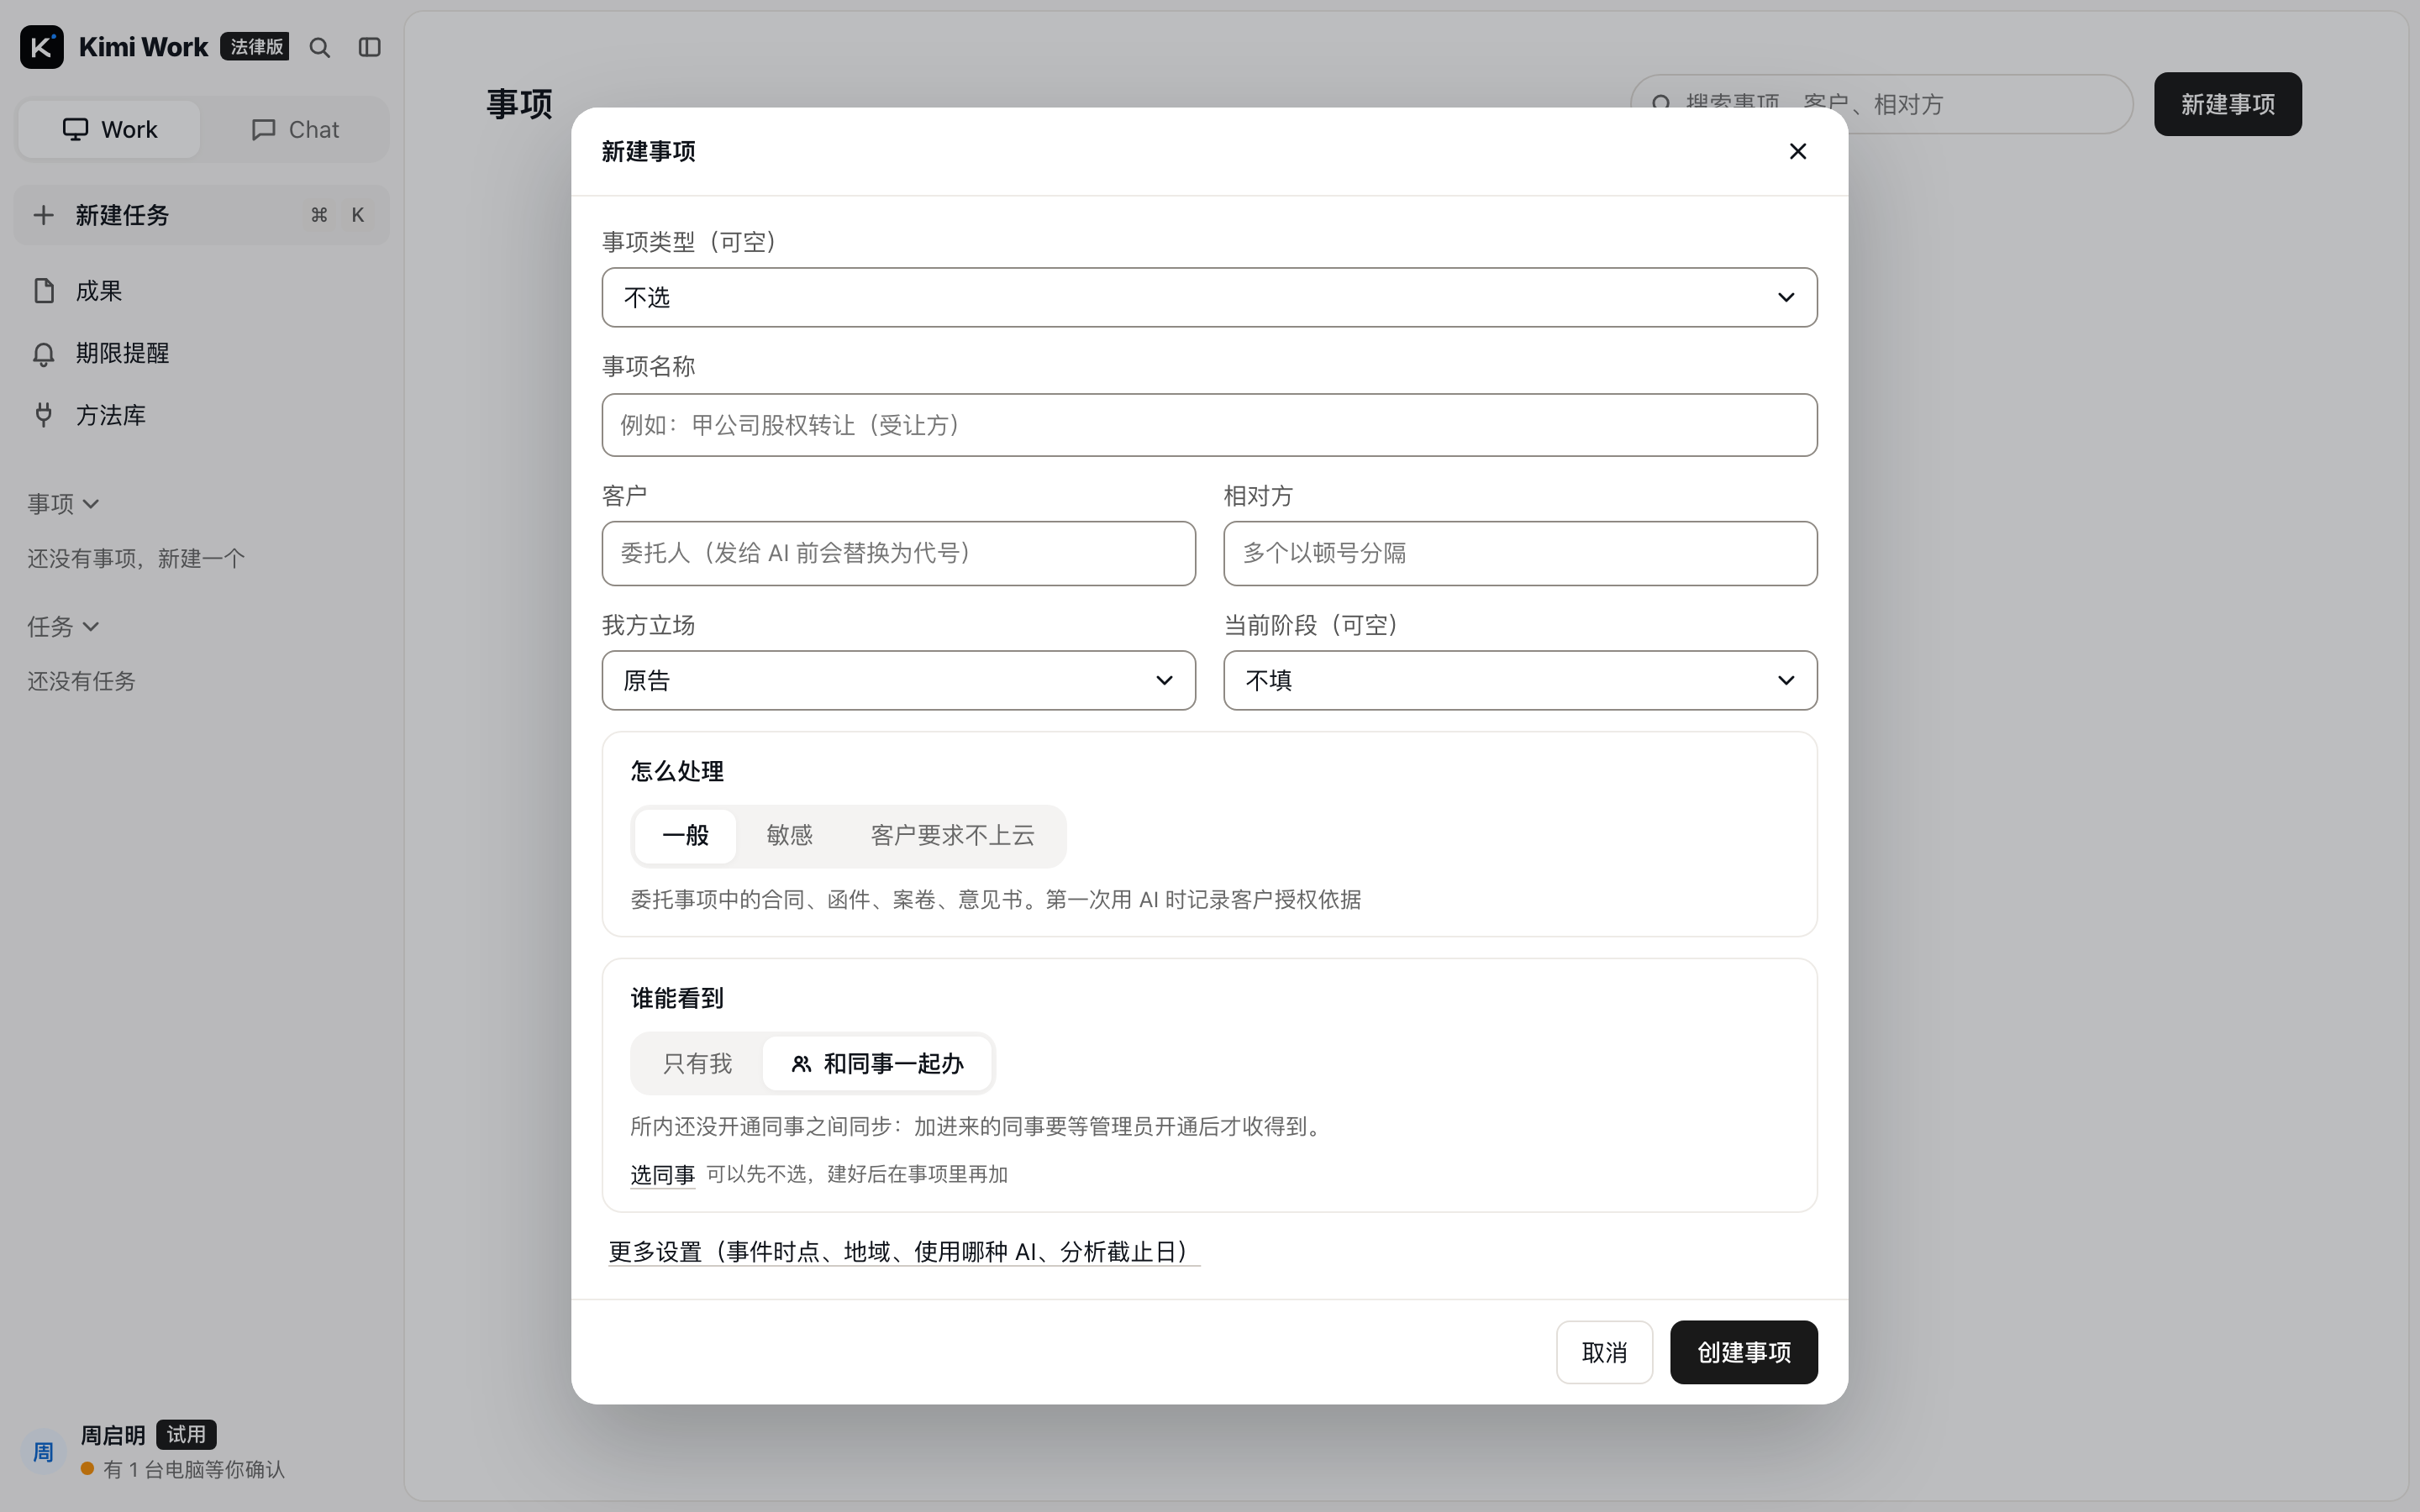 Kimi Work 法律版
Work
Chat
新建任务 ⌘ K
成果
期限提醒
方法库
事项
还没有事项，新建一个
任务
还没有任务
周
周启明 试用
有 1 台电脑等你确认
事项
搜索事项、客户、相对方
新建事项
新建事项
事项类型（可空）
不选
事项名称
例如：甲公司股权转让（受让方）
客户
委托人（发给 AI 前会替换为代号）
相对方
多个以顿号分隔
我方立场
原告
当前阶段（可空）
不填
怎么处理
一般 敏感 客户要求不上云
委托事项中的合同、函件、案卷、意见书。第一次用 AI 时记录客户授权依据
谁能看到
只有我 和同事一起办
所内还没开通同事之间同步：加进来的同事要等管理员开通后才收得到。
选同事 可以先不选，建好后在事项里再加
更多设置（事件时点、地域、使用哪种 AI、分析截止日）
取消 创建事项